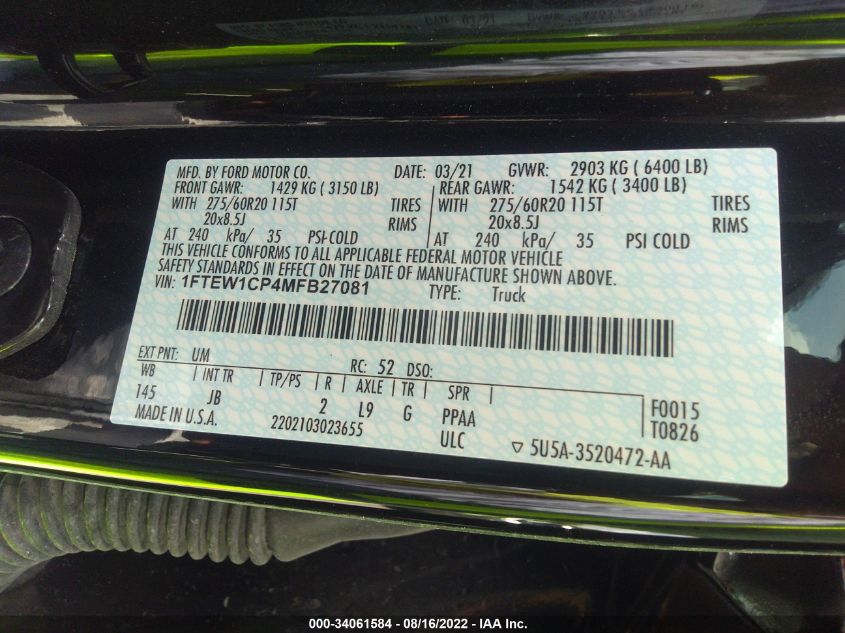 MFD. BY FORD MOTOR CO. DATE: 03/21 GVWR: 2903 KG ( 6400 LB)
FRONT GAWR: 1429 KG ( 3150 LB) REAR GAWR: 1542 KG ( 3400 LB)
WITH 275/60R20 115T TIRES WITH 275/60R20 115T TIRES
20x8.5J RIMS 20x8.5J RIMS
AT 240 kPa/ 35 PSI-COLD AT 240 kPa/ 35 PSI COLD
THIS VEHICLE CONFORMS TO ALL APPLICABLE FEDERAL MOTOR VEHICLE
SAFETY STANDARDS IN EFFECT ON THE DATE OF MANUFACTURE SHOWN ABOVE.
VIN: 1FTEW1CP4MFB27081 TYPE: Truck
EXT PNT: UM RC: 52 DSO:
WB INT TR TP/PS R AXLE TR SPR
145 JB 2 L9 G PPAA F0015
MADE IN U.S.A. 2202103023655 ULC T0826
▽ 5U5A-3520472-AA
000-34061584 - 08/16/2022 - IAA Inc.